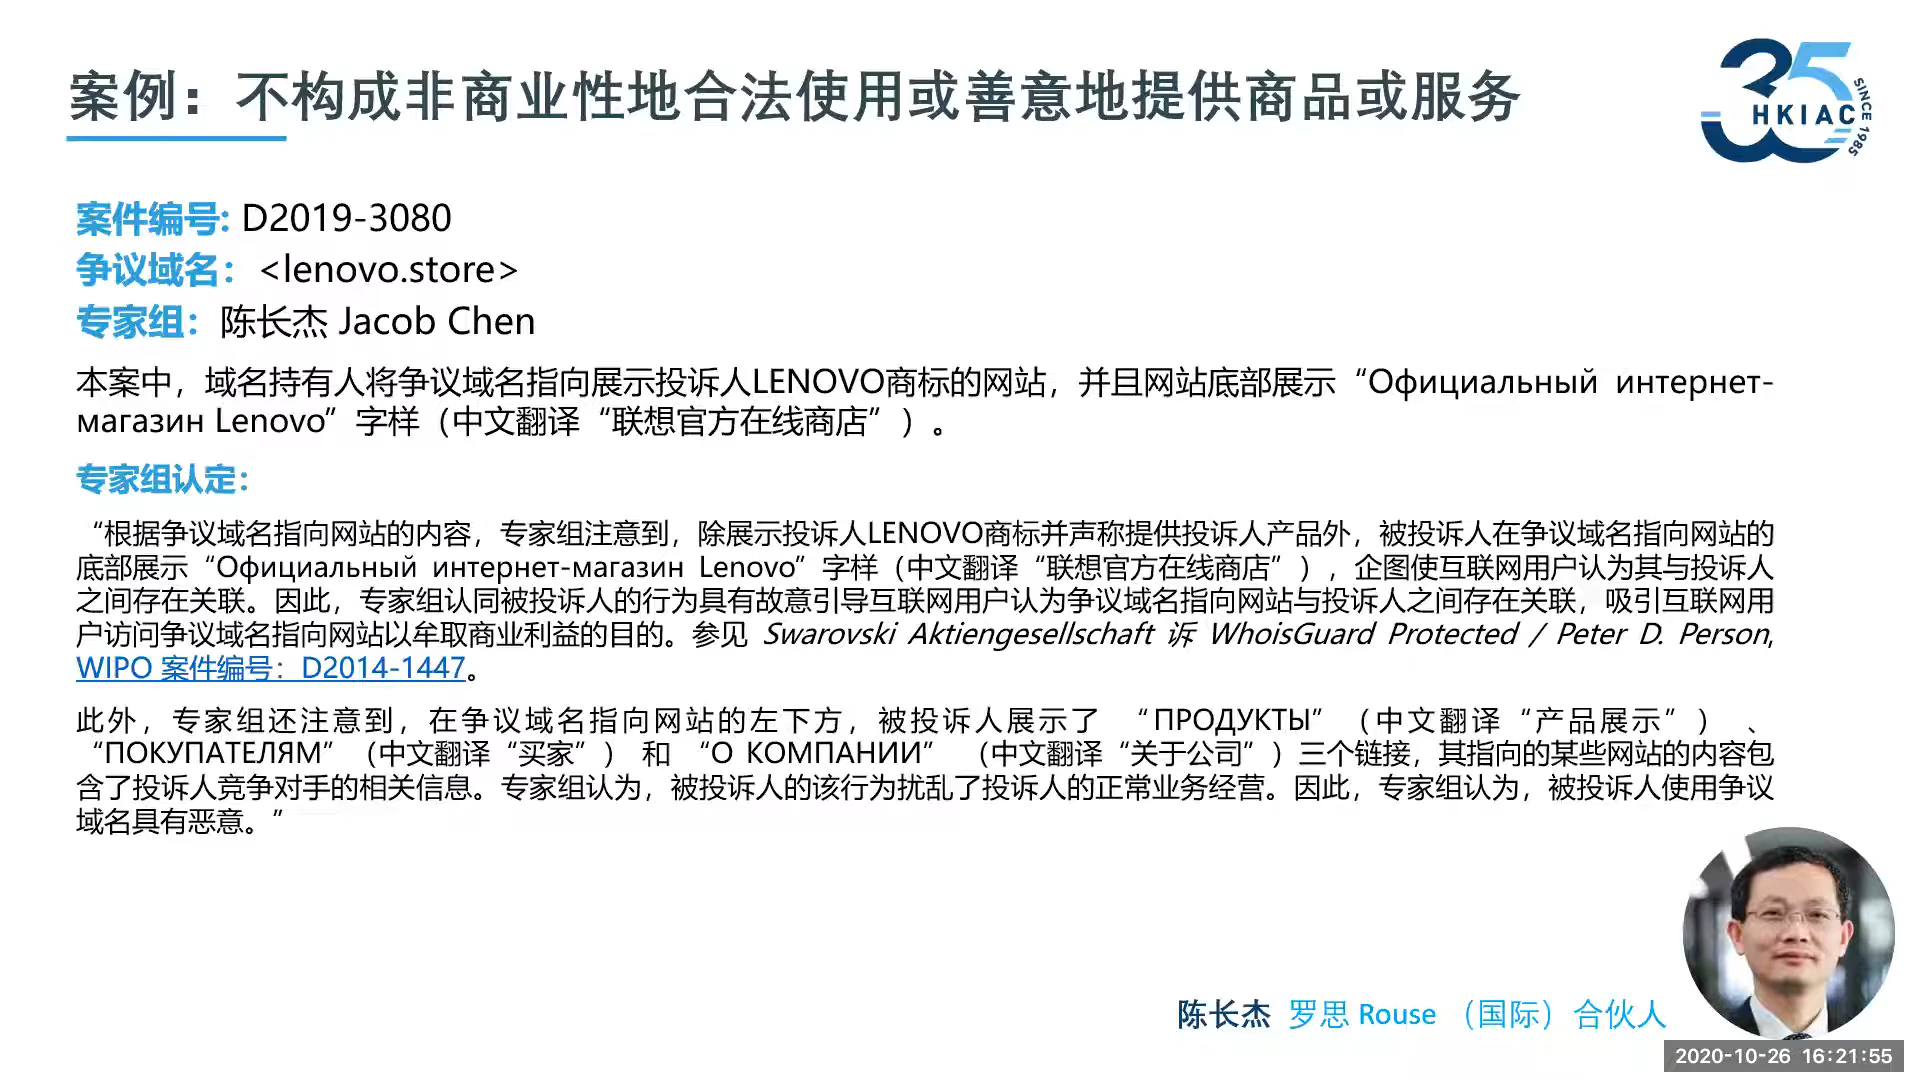 案例：不构成非商业性地合法使用或善意地提供商品或服务
35
HKIAC
SINCE 1985
案件编号: D2019-3080
争议域名：<lenovo.store>
专家组：陈长杰 Jacob Chen
本案中，域名持有人将争议域名指向展示投诉人LENOVO商标的网站，并且网站底部展示“Официальный интернет-
магазин Lenovo”字样（中文翻译“联想官方在线商店”）。
专家组认定：
“根据争议域名指向网站的内容，专家组注意到，除展示投诉人LENOVO商标并声称提供投诉人产品外，被投诉人在争议域名指向网站的
底部展示“Официальный интернет-магазин Lenovo”字样（中文翻译“联想官方在线商店”），企图使互联网用户认为其与投诉人
之间存在关联。因此，专家组认同被投诉人的行为具有故意引导互联网用户认为争议域名指向网站与投诉人之间存在关联，吸引互联网用
户访问争议域名指向网站以牟取商业利益的目的。参见 Swarovski Aktiengesellschaft 诉 WhoisGuard Protected / Peter D. Person,
WIPO 案件编号：D2014-1447。
此外，专家组还注意到，在争议域名指向网站的左下方，被投诉人展示了 “ПРОДУКТЫ”（中文翻译“产品展示”）、
“ПОКУПАТЕЛЯМ”（中文翻译“买家”） 和 “О КОМПАНИИ” （中文翻译“关于公司”）三个链接，其指向的某些网站的内容包
含了投诉人竞争对手的相关信息。专家组认为，被投诉人的该行为扰乱了投诉人的正常业务经营。因此，专家组认为，被投诉人使用争议
域名具有恶意。”
陈长杰 罗思 Rouse （国际）合伙人
2020-10-26 16:21:55